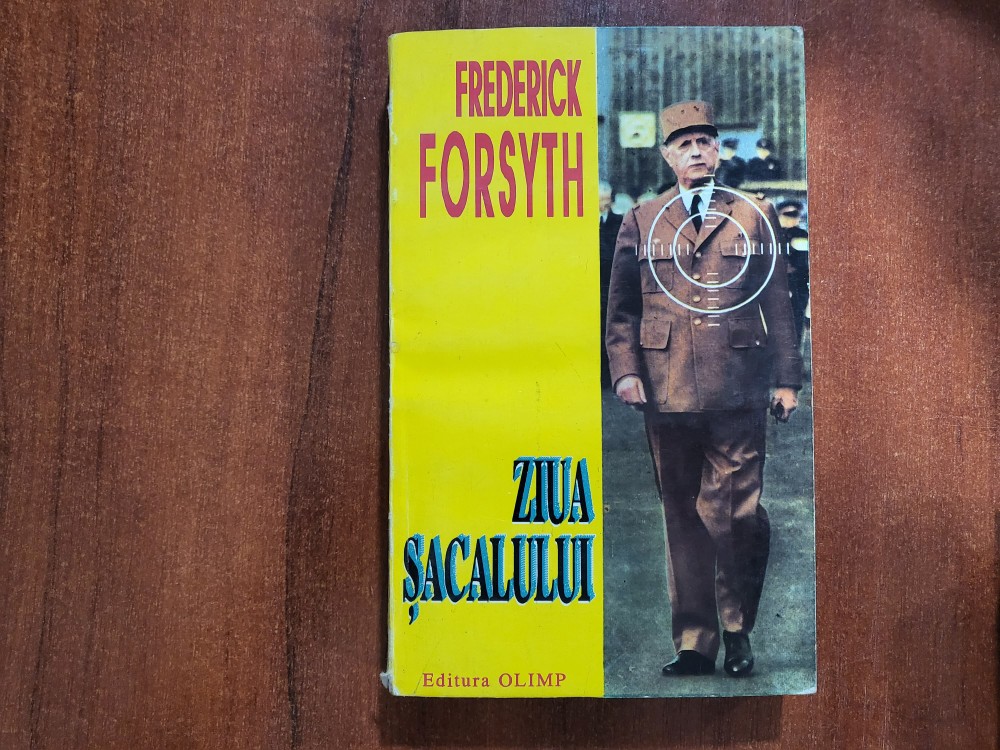 FREDERICK
FORSYTH
ZIUA
ȘACALULUI
Editura OLIMP